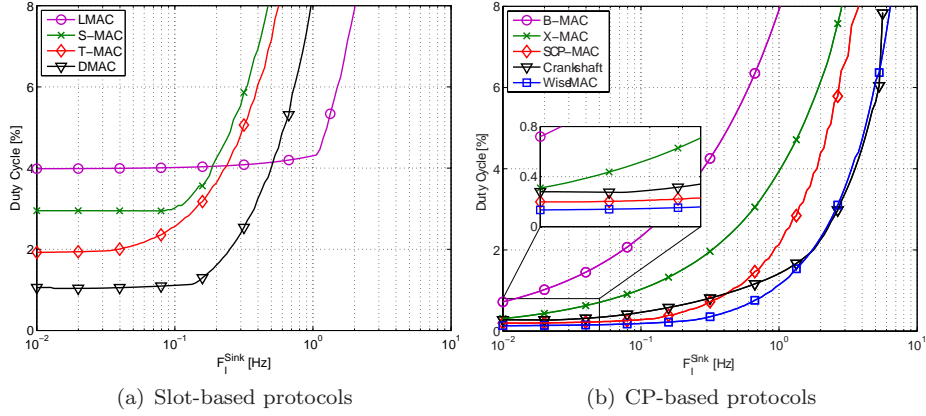 8
6
4
2
0
Duty Cycle [%]
LMAC
S-MAC
T-MAC
DMAC
10^-2
10^-1
10^0
10^1
F_I^Sink [Hz]
(a) Slot-based protocols
8
6
4
2
0
Duty Cycle [%]
B-MAC
X-MAC
SCP-MAC
Crankshaft
WiseMAC
0.8
0.4
0
10^-2
10^-1
10^0
10^1
F_I^Sink [Hz]
(b) CP-based protocols